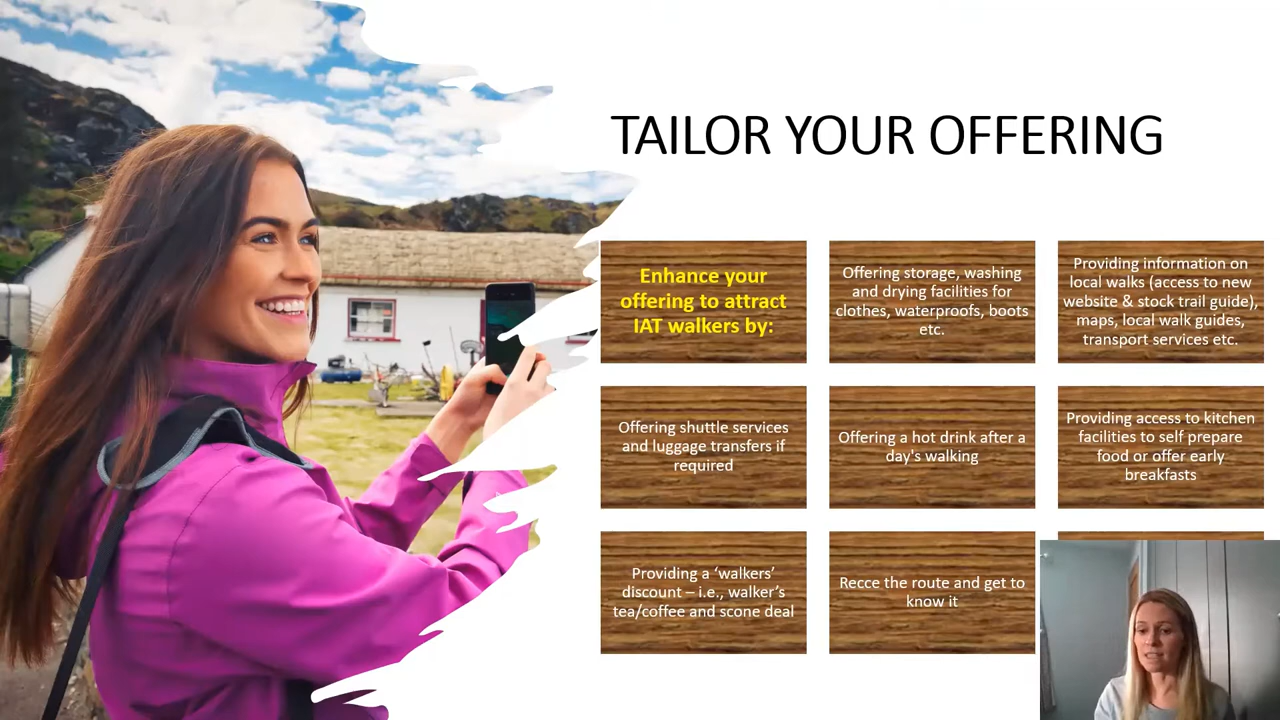 TAILOR YOUR OFFERING
Enhance your
offering to attract
IAT walkers by:
Offering storage, washing
and drying facilities for
clothes, waterproofs, boots
etc.
Providing information on
local walks (access to new
website & stock trail guide),
maps, local walk guides,
transport services etc.
Offering shuttle services
and luggage transfers if
required
Offering a hot drink after a
day's walking
Providing access to kitchen
facilities to self prepare
food or offer early
breakfasts
Providing a ‘walkers’
discount – i.e., walker’s
tea/coffee and scone deal
Recce the route and get to
know it